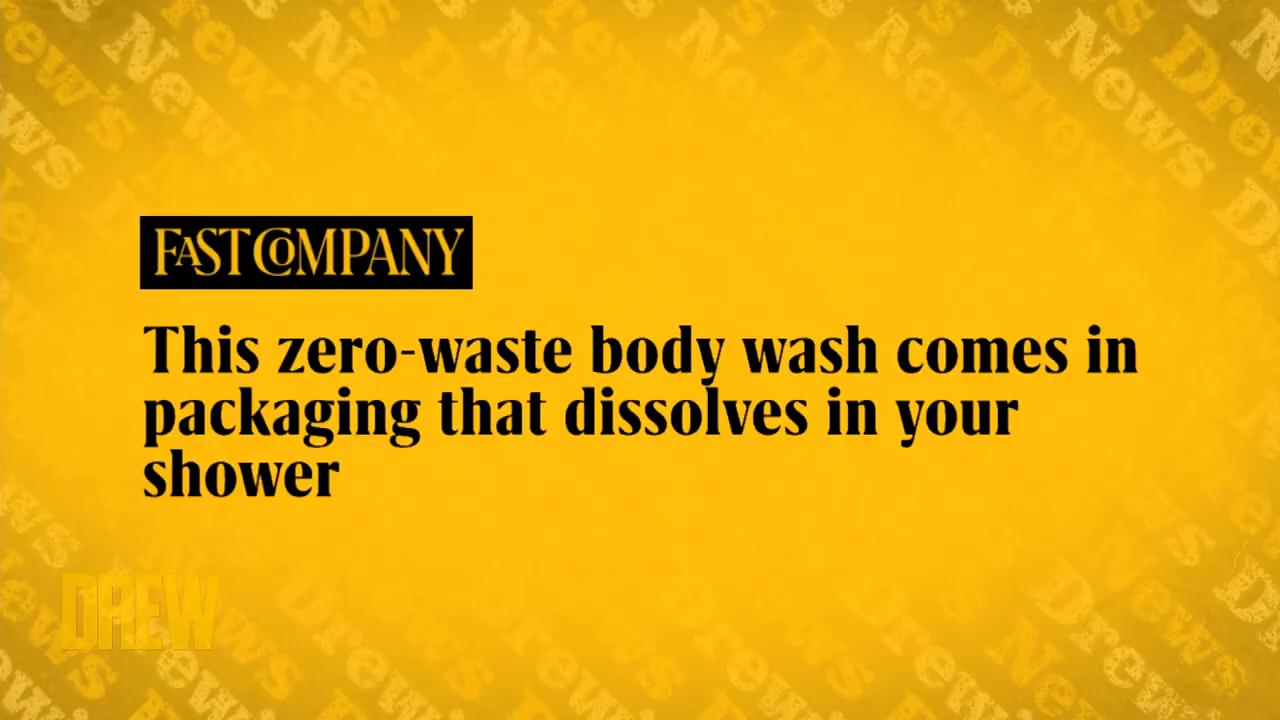 FAST COMPANY
This zero-waste body wash comes in
packaging that dissolves in your
shower
DREW